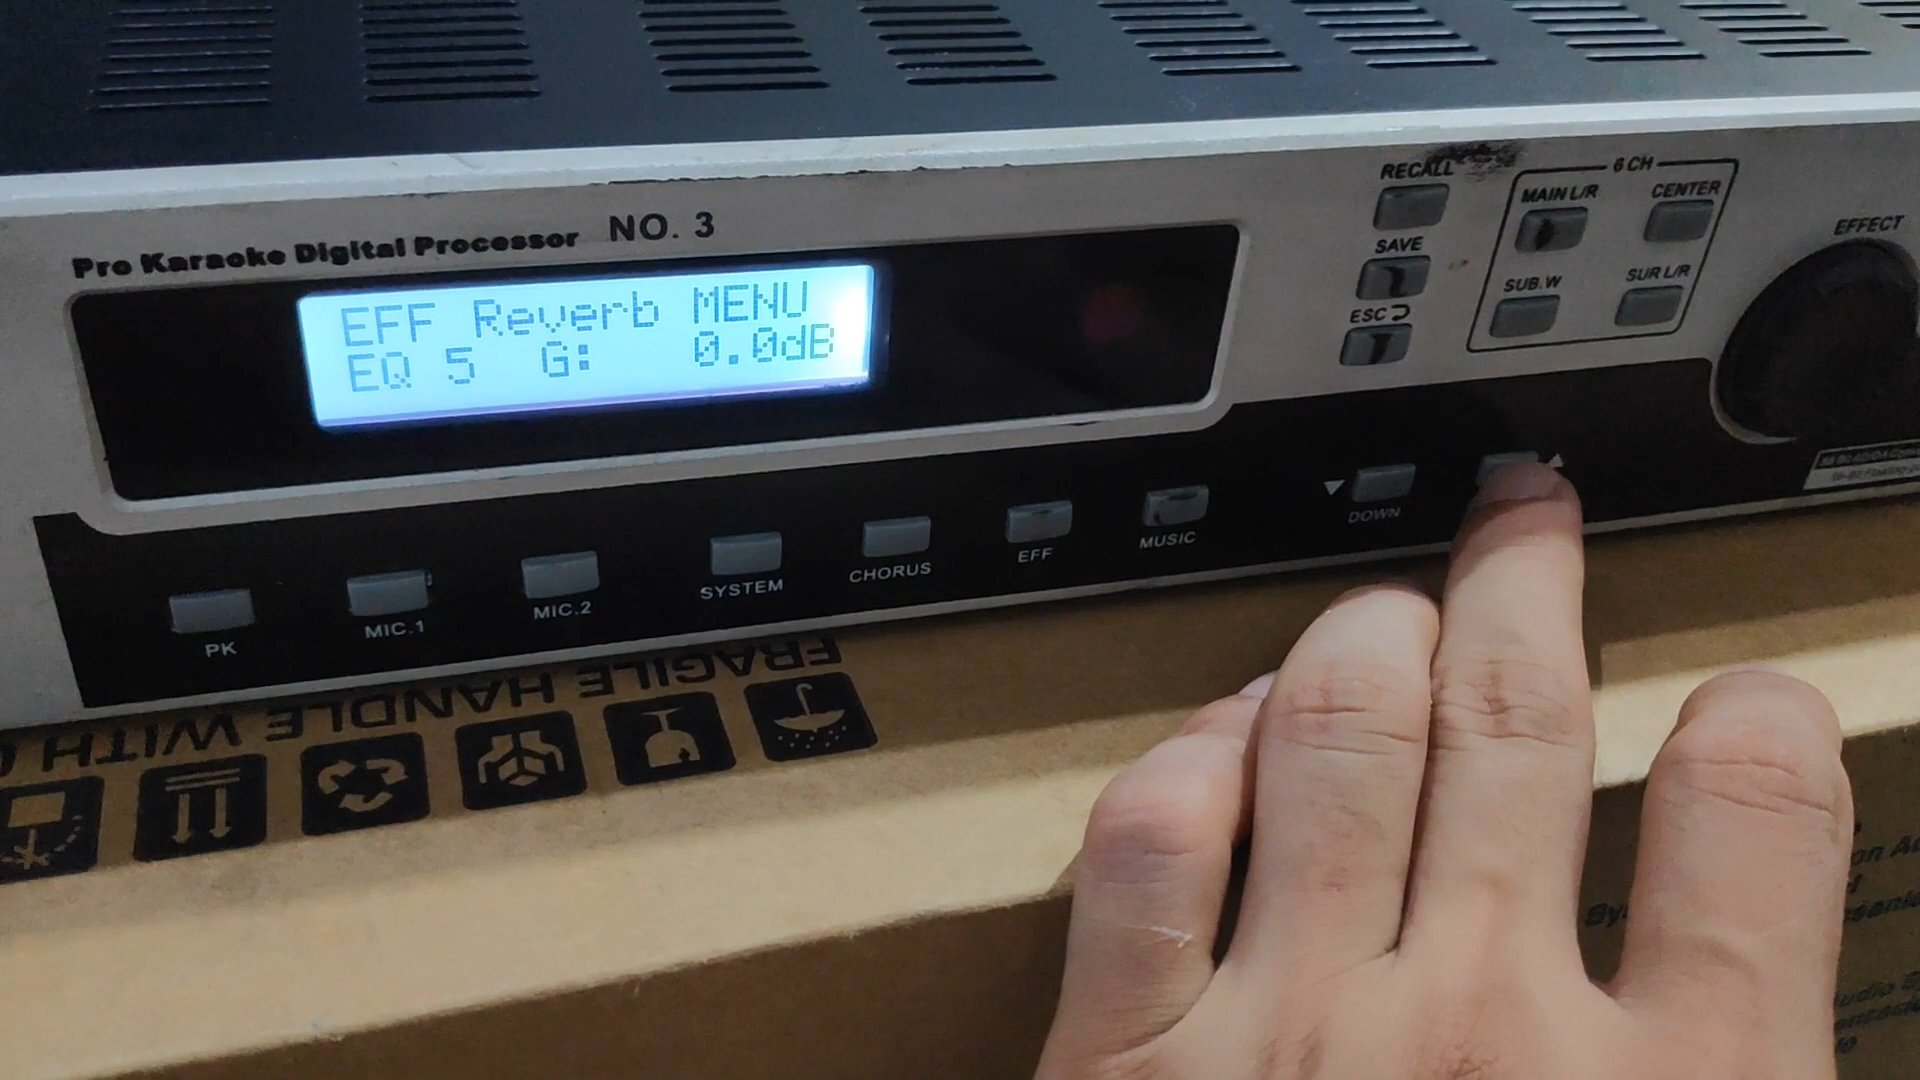 Pro Karaoke Digital Processor NO. 3
EFF Reverb MENU
EQ 5 G: 0.0dB
RECALL
SAVE
ESC
6 CH
MAIN L/R
CENTER
SUB.W
SUR L/R
EFFECT
PK
MIC.1
MIC.2
SYSTEM
CHORUS
EFF
MUSIC
DOWN
FRAGILE HANDLE WITH